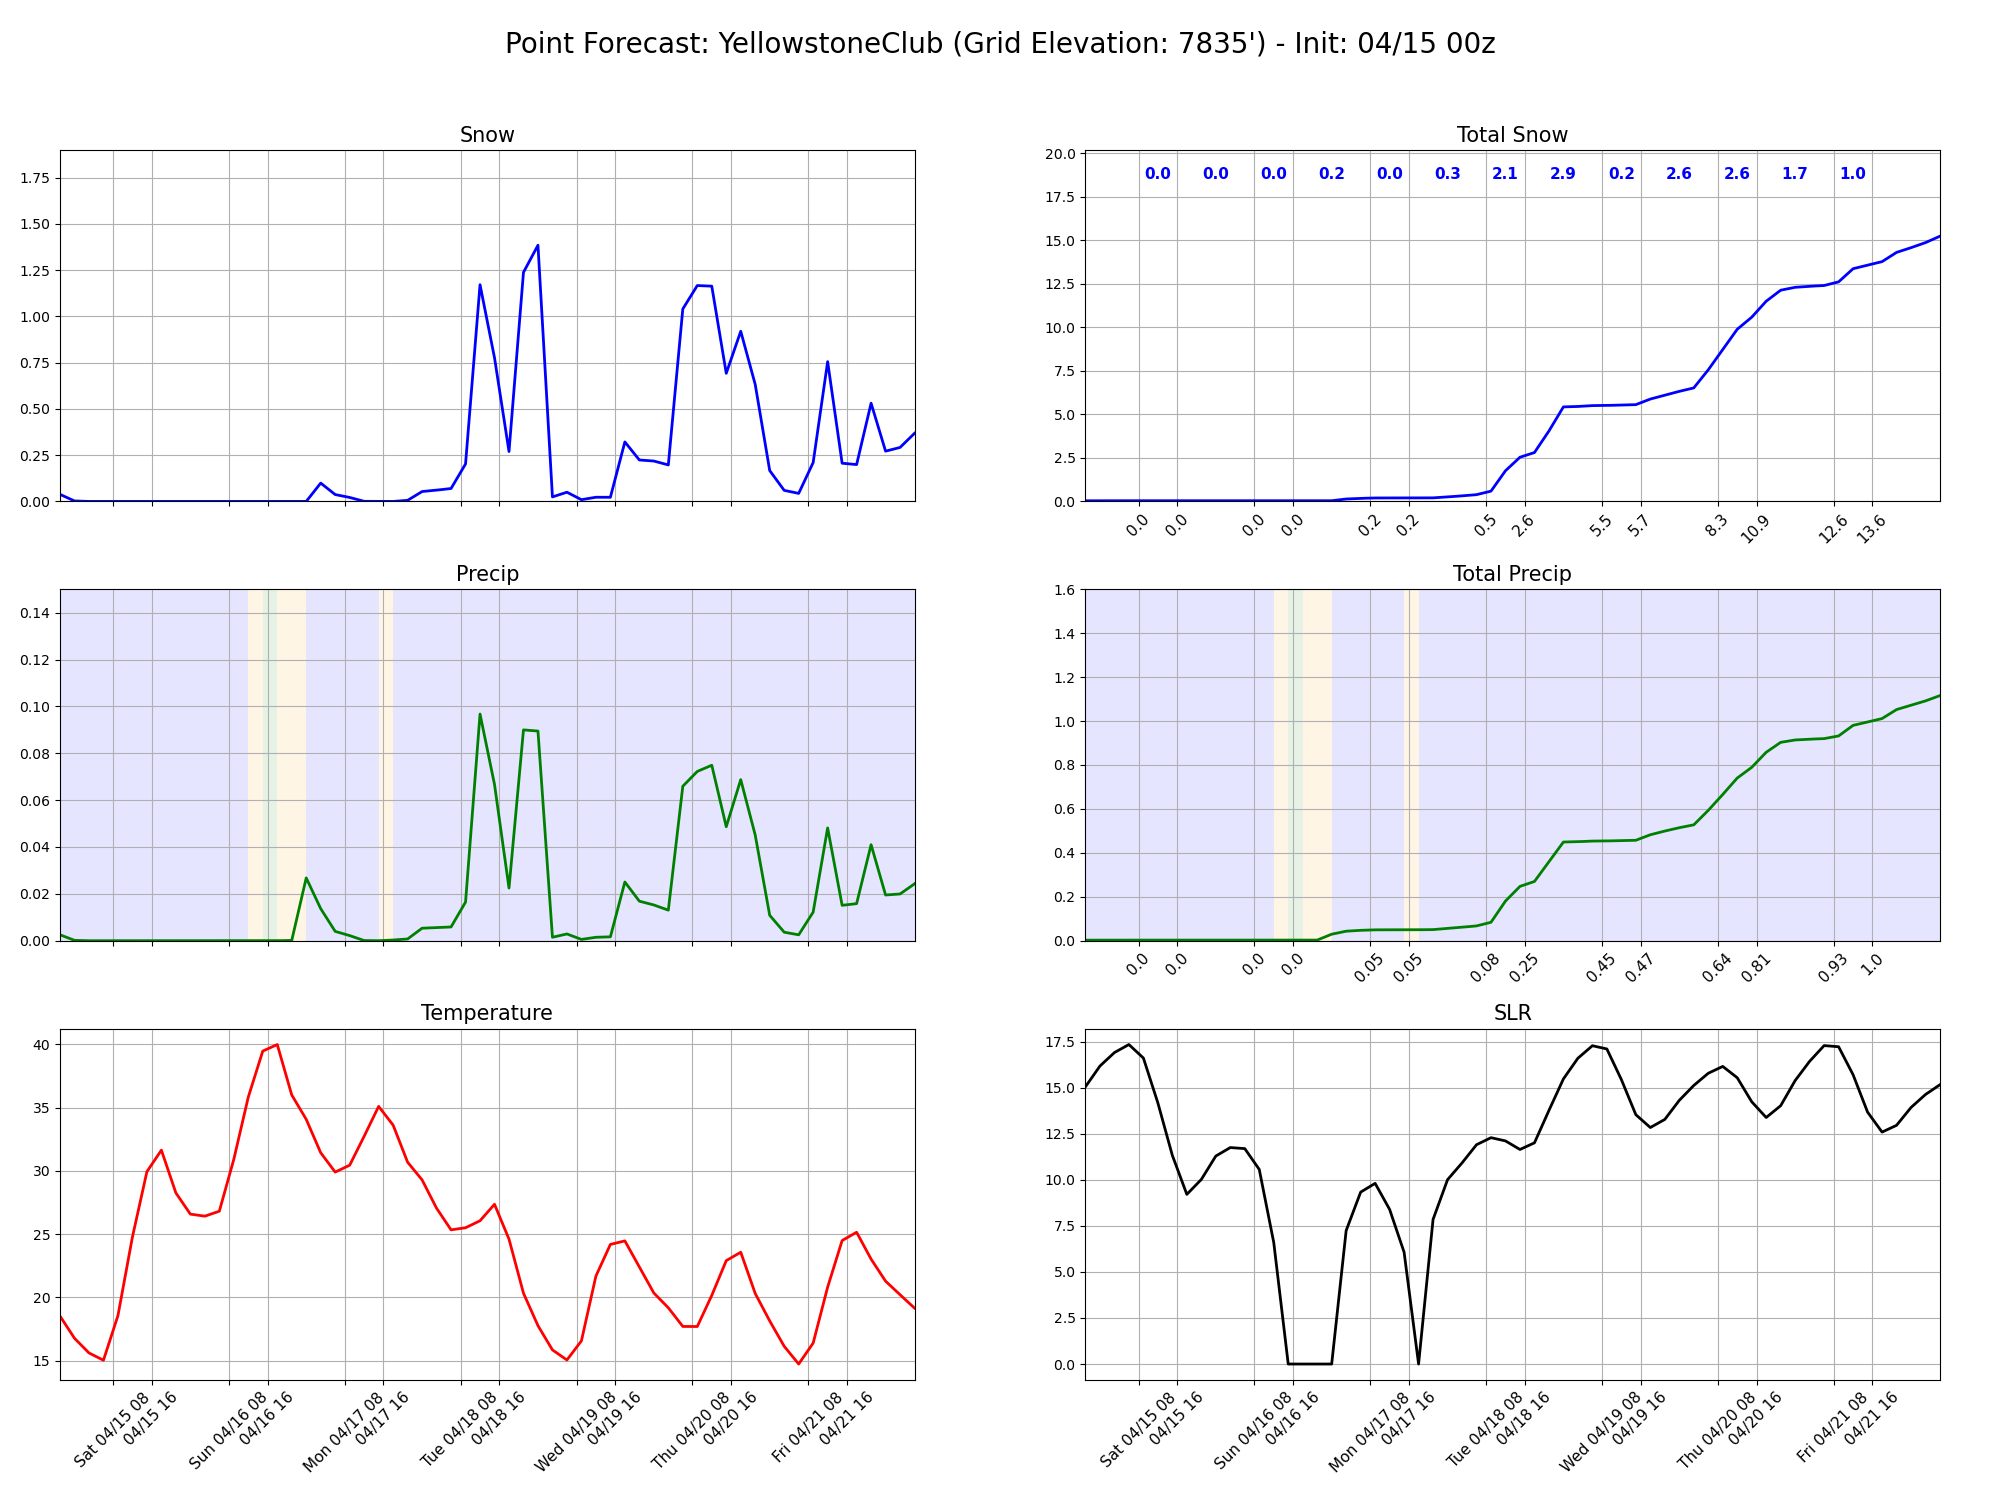 Point Forecast: YellowstoneClub (Grid Elevation: 7835') - Init: 04/15 00z
Snow
1.75
1.50
1.25
1.00
0.75
0.50
0.25
0.00
Total Snow
20.0
17.5
15.0
12.5
10.0
7.5
5.0
2.5
0.0
0.0 0.0 0.0 0.2 0.0 0.3 2.1 2.9 0.2 2.6 2.6 1.7 1.0
0.0 0.0 0.0 0.0 0.2 0.2 0.5 2.6 5.5 5.7 8.3 10.9 12.6 13.6
Precip
0.14
0.12
0.10
0.08
0.06
0.04
0.02
0.00
Total Precip
1.6
1.4
1.2
1.0
0.8
0.6
0.4
0.2
0.0
0.0 0.0 0.0 0.0 0.05 0.05 0.08 0.25 0.45 0.47 0.64 0.81 0.93 1.0
Temperature
40
35
30
25
20
15
Sat 04/15 08
04/15 16
Sun 04/16 08
04/16 16
Mon 04/17 08
04/17 16
Tue 04/18 08
04/18 16
Wed 04/19 08
04/19 16
Thu 04/20 08
04/20 16
Fri 04/21 08
04/21 16
SLR
17.5
15.0
12.5
10.0
7.5
5.0
2.5
0.0
Sat 04/15 08
04/15 16
Sun 04/16 08
04/16 16
Mon 04/17 08
04/17 16
Tue 04/18 08
04/18 16
Wed 04/19 08
04/19 16
Thu 04/20 08
04/20 16
Fri 04/21 08
04/21 16